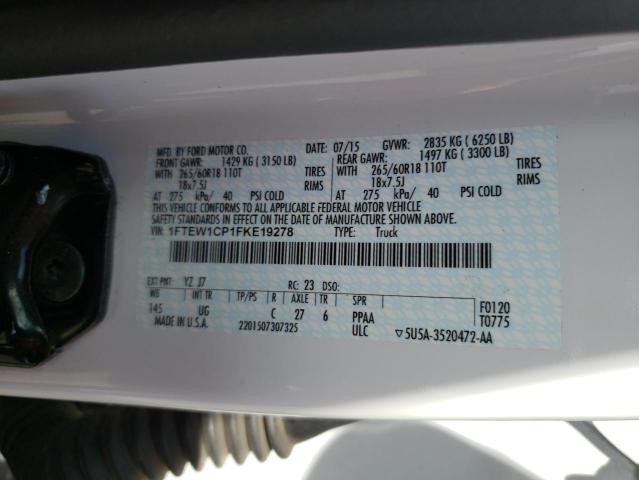 MFD. BY FORD MOTOR CO. DATE: 07/15 GVWR: 2835 KG ( 6250 LB)
FRONT GAWR: 1429 KG ( 3150 LB) REAR GAWR: 1497 KG ( 3300 LB)
WITH 265/60R18 110T TIRES WITH 265/60R18 110T TIRES
18x7.5J RIMS 18x7.5J RIMS
AT 275 kPa/ 40 PSI COLD AT 275 kPa/ 40 PSI COLD
THIS VEHICLE CONFORMS TO ALL APPLICABLE FEDERAL MOTOR VEHICLE
SAFETY STANDARDS IN EFFECT ON THE DATE OF MANUFACTURE SHOWN ABOVE.
VIN: 1FTEW1CP1FKE19278 TYPE: Truck
EXT PNT: YZ J7 RC: 23 DSO:
WB INT TR TP/PS R AXLE TR SPR
145 UG C 27 6 PPAA F0120
T0775
MADE IN U.S.A. 2201507307325 ULC ▽5U5A-3520472-AA